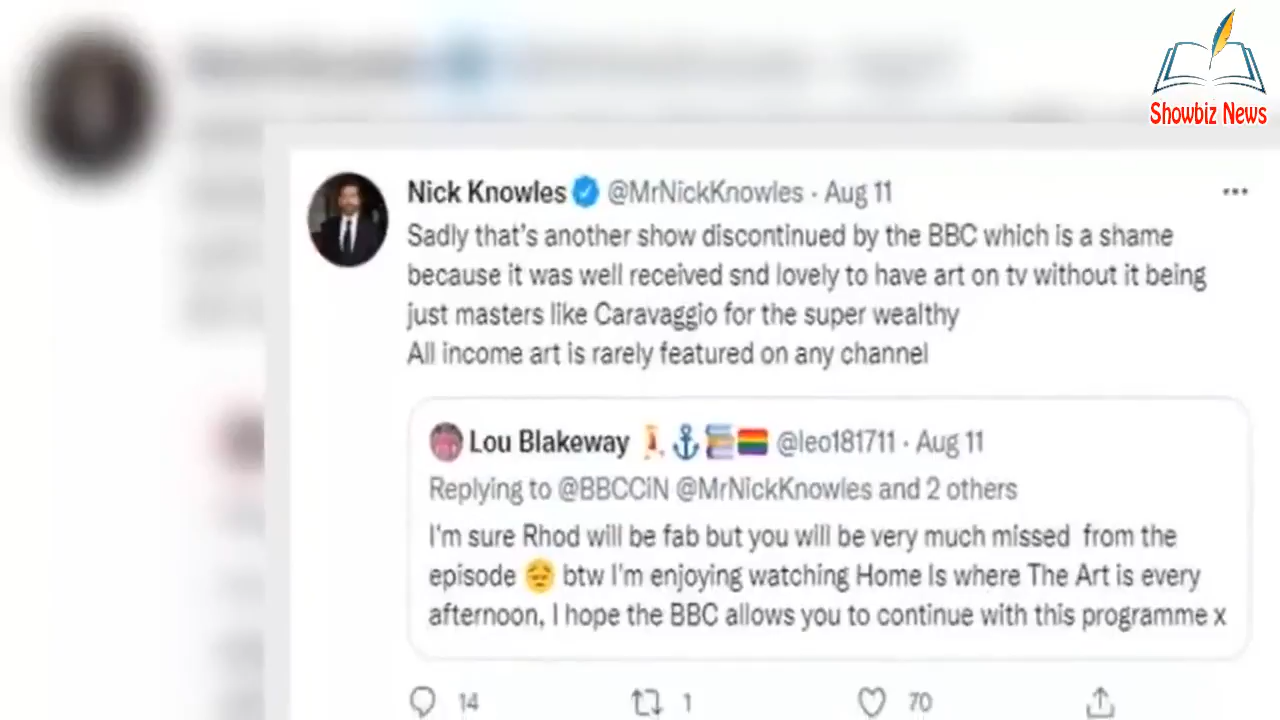 Showbiz News
Nick Knowles @MrNickKnowles · Aug 11
Sadly that's another show discontinued by the BBC which is a shame
because it was well received snd lovely to have art on tv without it being
just masters like Caravaggio for the super wealthy
All income art is rarely featured on any channel
Lou Blakeway @leo181711 · Aug 11
Replying to @BBCCiN @MrNickKnowles and 2 others
I'm sure Rhod will be fab but you will be very much missed from the
episode 😔 btw I'm enjoying watching Home Is where The Art is every
afternoon, I hope the BBC allows you to continue with this programme x
14 1 70